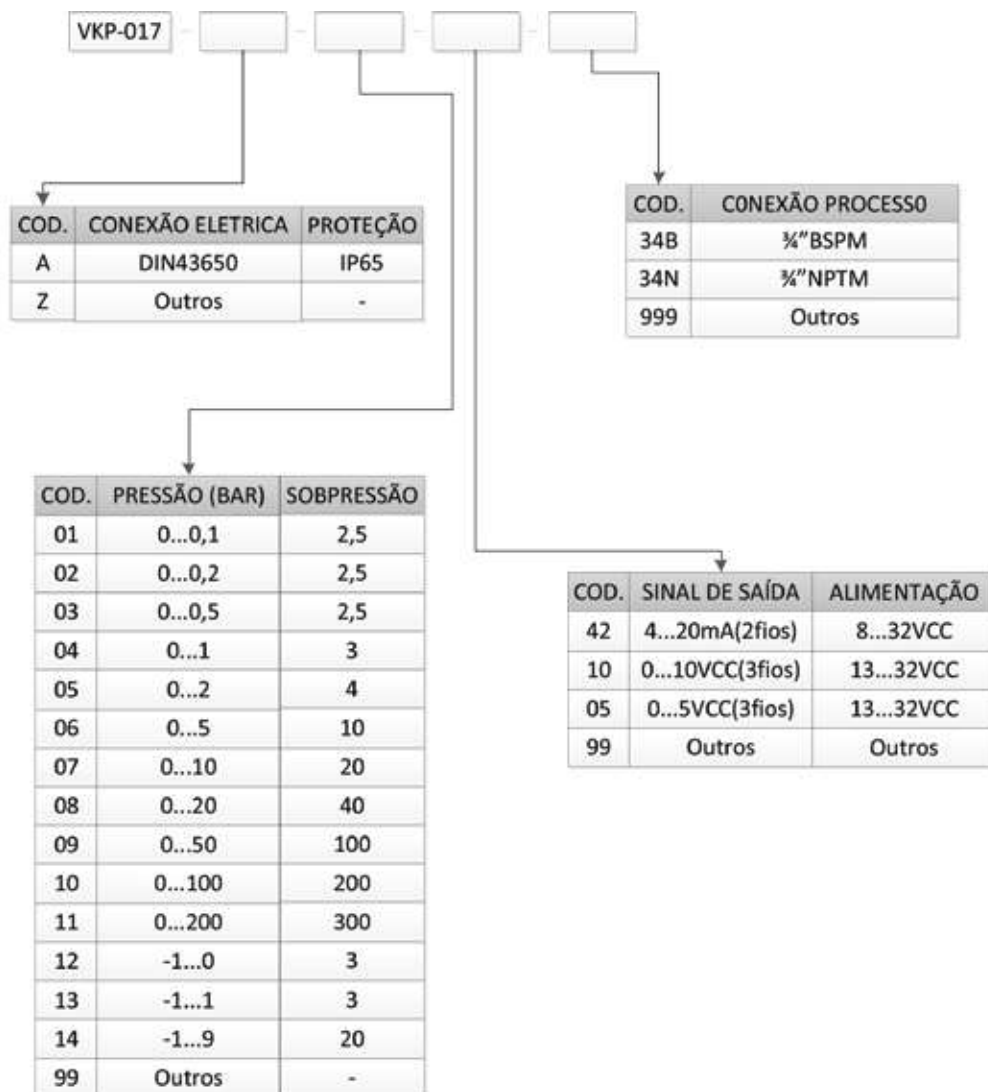 VKP-017 - - - -
COD. CONEXÃO ELETRICA PROTEÇÃO
A DIN43650 IP65
Z Outros -
COD. C0NEXÃO PROCESS0
34B ¾"BSPM
34N ¾"NPTM
999 Outros
COD. PRESSÃO (BAR) SOBPRESSÃO
01 0...0,1 2,5
02 0...0,2 2,5
03 0...0,5 2,5
04 0...1 3
05 0...2 4
06 0...5 10
07 0...10 20
08 0...20 40
09 0...50 100
10 0...100 200
11 0...200 300
12 -1...0 3
13 -1...1 3
14 -1...9 20
99 Outros -
COD. SINAL DE SAÍDA ALIMENTAÇÃO
42 4...20mA(2fios) 8...32VCC
10 0...10VCC(3fios) 13...32VCC
05 0...5VCC(3fios) 13...32VCC
99 Outros Outros